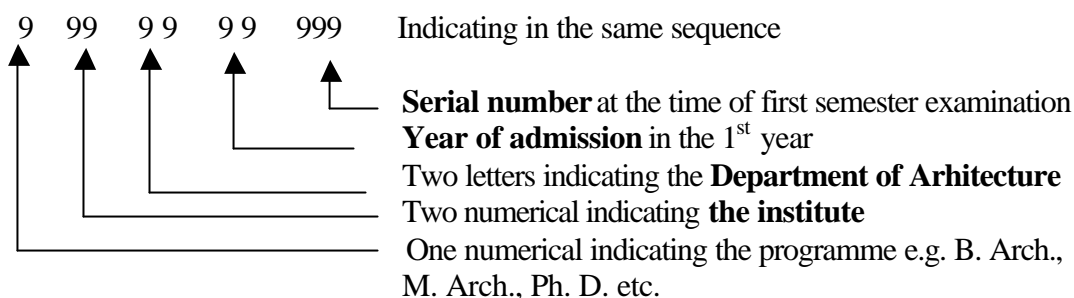 9 99 9 9 9 9 999 Indicating in the same sequence
Serial number at the time of first semester examination
Year of admission in the 1st year
Two letters indicating the Department of Arhitecture
Two numerical indicating the institute
One numerical indicating the programme e.g. B. Arch.,
M. Arch., Ph. D. etc.